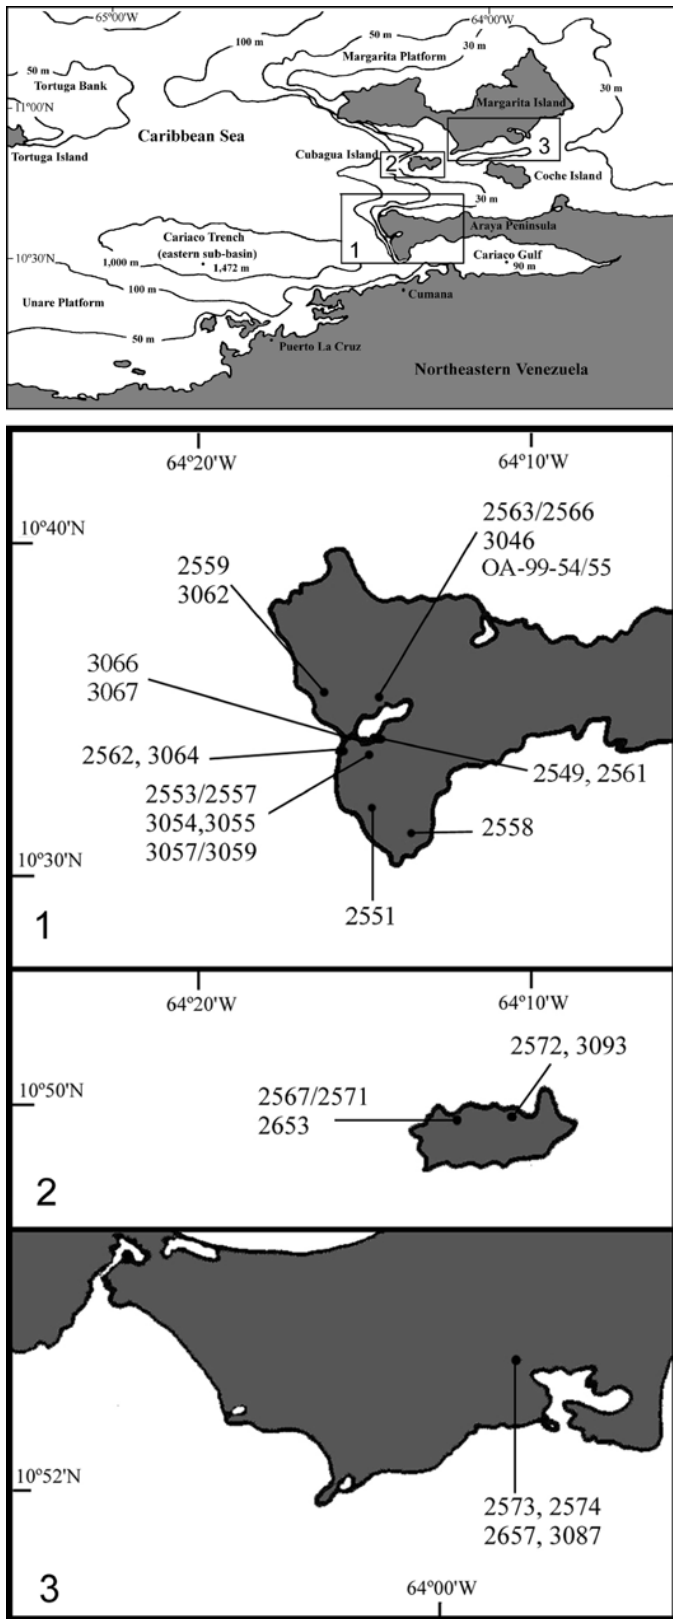 65°00'W
64°00'W
100 m
50 m
30 m
Margarita Platform
50 m
Tortuga Bank
30 m
11°00'N
Margarita Island
Caribbean Sea
Tortuga Island
Cubagua Island
3
2
Coche Island
30 m
Cariaco Trench
(eastern sub-basin)
Araya Peninsula
1
10°30'N
1,000 m
1,472 m
Cariaco Gulf
90 m
100 m
Unare Platform
Cumana
50 m
Puerto La Cruz
Northeastern Venezuela
64°20'W
64°10'W
10°40'N
2563/2566
3046
OA-99-54/55
2559
3062
3066
3067
2562, 3064
2549, 2561
2553/2557
3054,3055
3057/3059
2558
10°30'N
2551
1
64°20'W
64°10'W
2572, 3093
10°50'N
2567/2571
2653
2
10°52'N
2573, 2574
2657, 3087
3
64°00'W